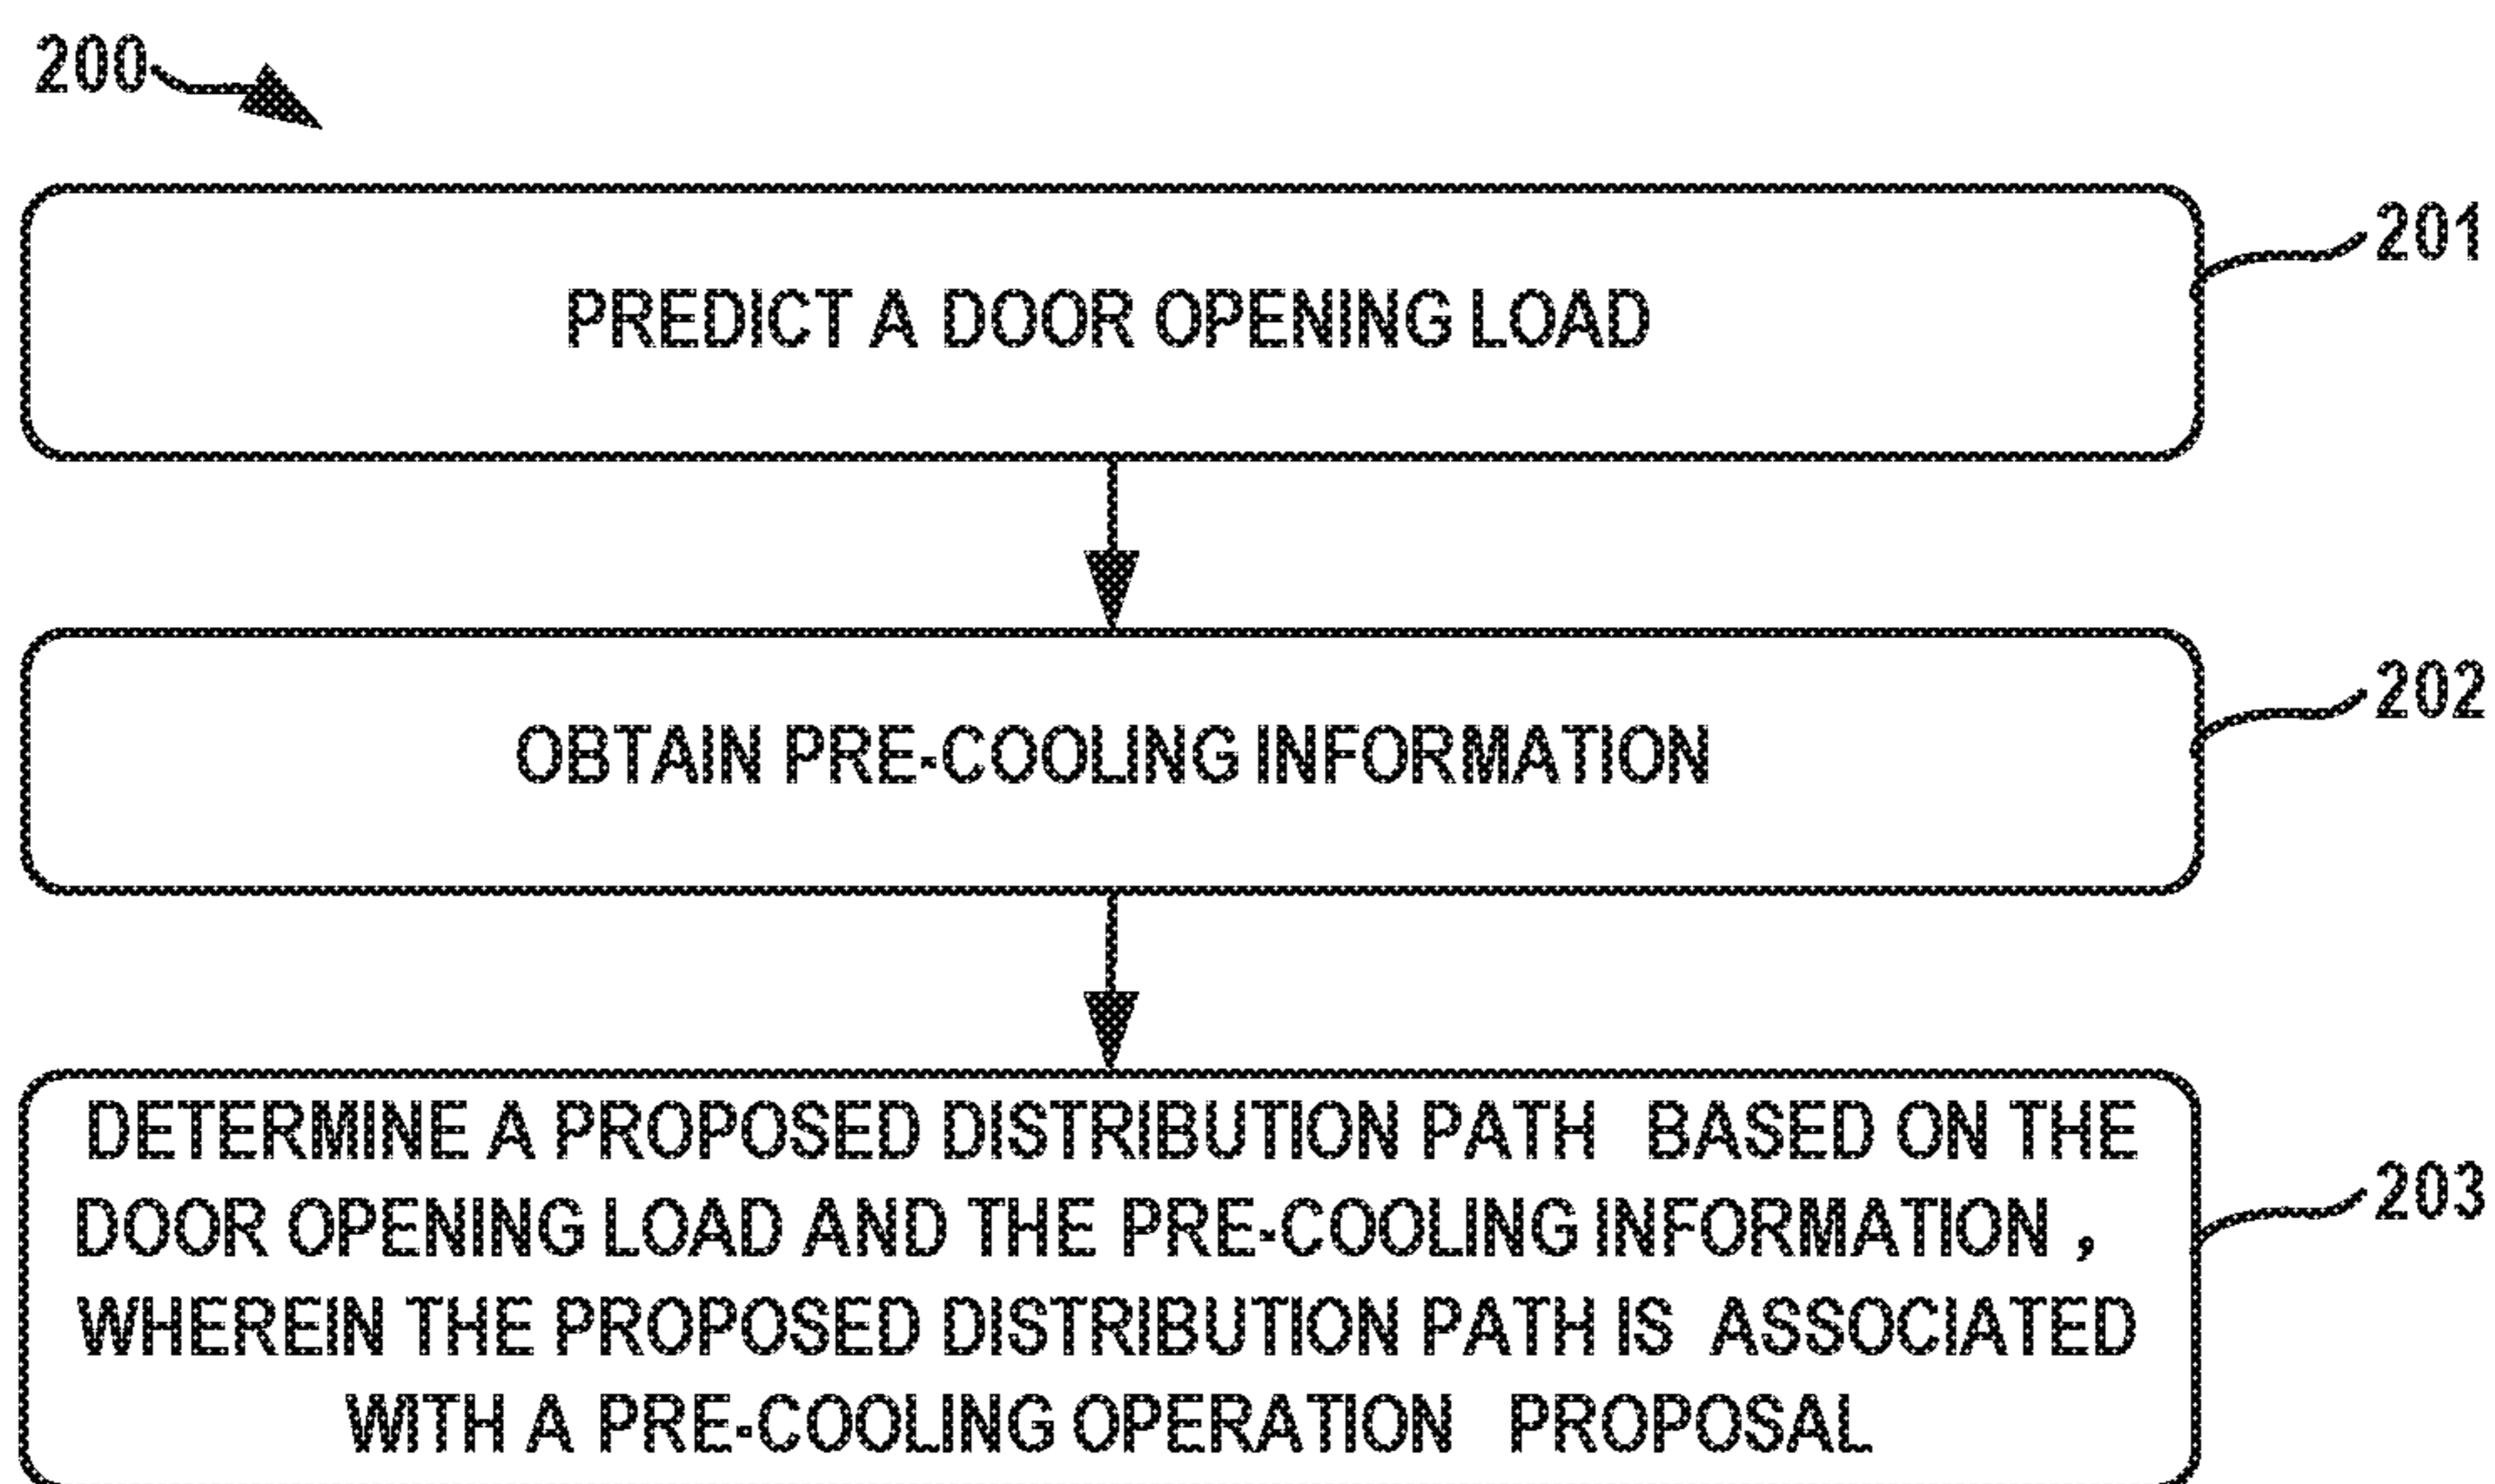 200
PREDICT A DOOR OPENING LOAD
201
OBTAIN PRE-COOLING INFORMATION
202
DETERMINE A PROPOSED DISTRIBUTION PATH BASED ON THE
DOOR OPENING LOAD AND THE PRE-COOLING INFORMATION ,
WHEREIN THE PROPOSED DISTRIBUTION PATH IS ASSOCIATED
WITH A PRE-COOLING OPERATION PROPOSAL
203